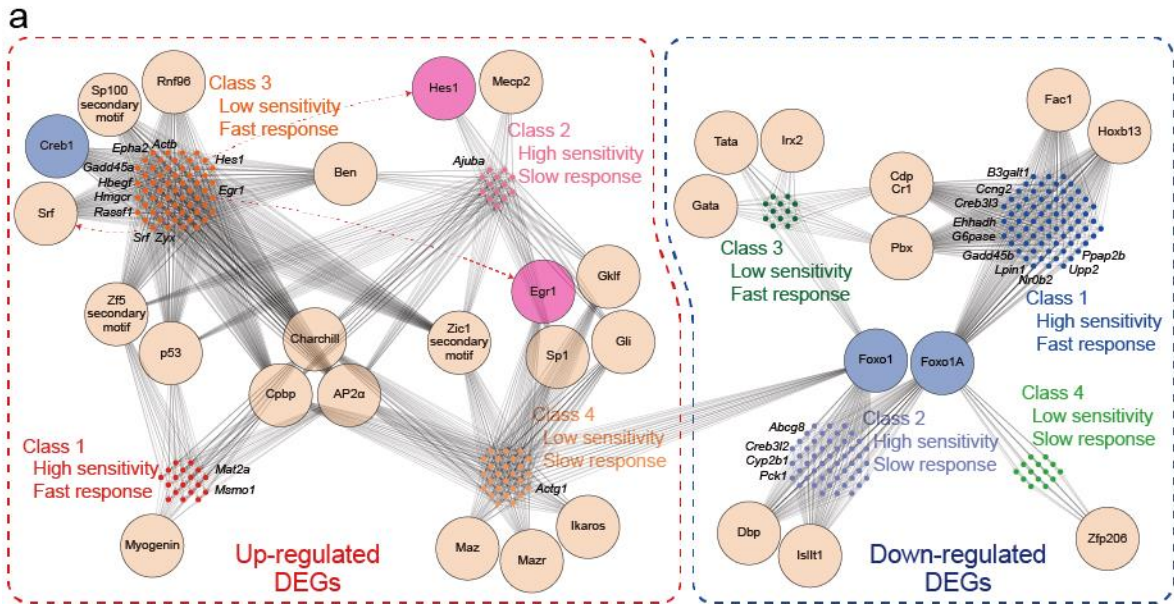 a
Rnf96
Sp100
secondary
motif
Class 3
Low sensitivity
Fast response
Creb1
Epha2
Actb
Gadd45a
Hbegf
Hmgcr
Rassf1
Srf
Zyx
Hes1
Egr1
Srf
Ben
Hes1
Mecp2
Class 2
High sensitivity
Slow response
Ajuba
Zf5
secondary
motif
p53
Charchill
Cpbp
AP2α
Zic1
secondary
motif
Egr1
Gklf
Sp1
Gli
Class 1
High sensitivity
Fast response
Mat2a
Msmo1
Myogenin
Class 4
Low sensitivity
Slow response
Actg1
Maz
Mazr
Ikaros
Up-regulated
DEGs
Tata
Irx2
Gata
Class 3
Low sensitivity
Fast response
Cdp
Cr1
Pbx
Fac1
Hoxb13
B3galt1
Ccng2
Creb3l3
Ehhadh
G6pase
Gadd45b
Lpin1
Nr0b2
Ppap2b
Upp2
Class 1
High sensitivity
Fast response
Foxo1
Foxo1A
Class 2
High sensitivity
Slow response
Abcg8
Creb3l2
Cyp2b1
Pck1
Class 4
Low sensitivity
Slow response
Dbp
Isllt1
Zfp206
Down-regulated
DEGs